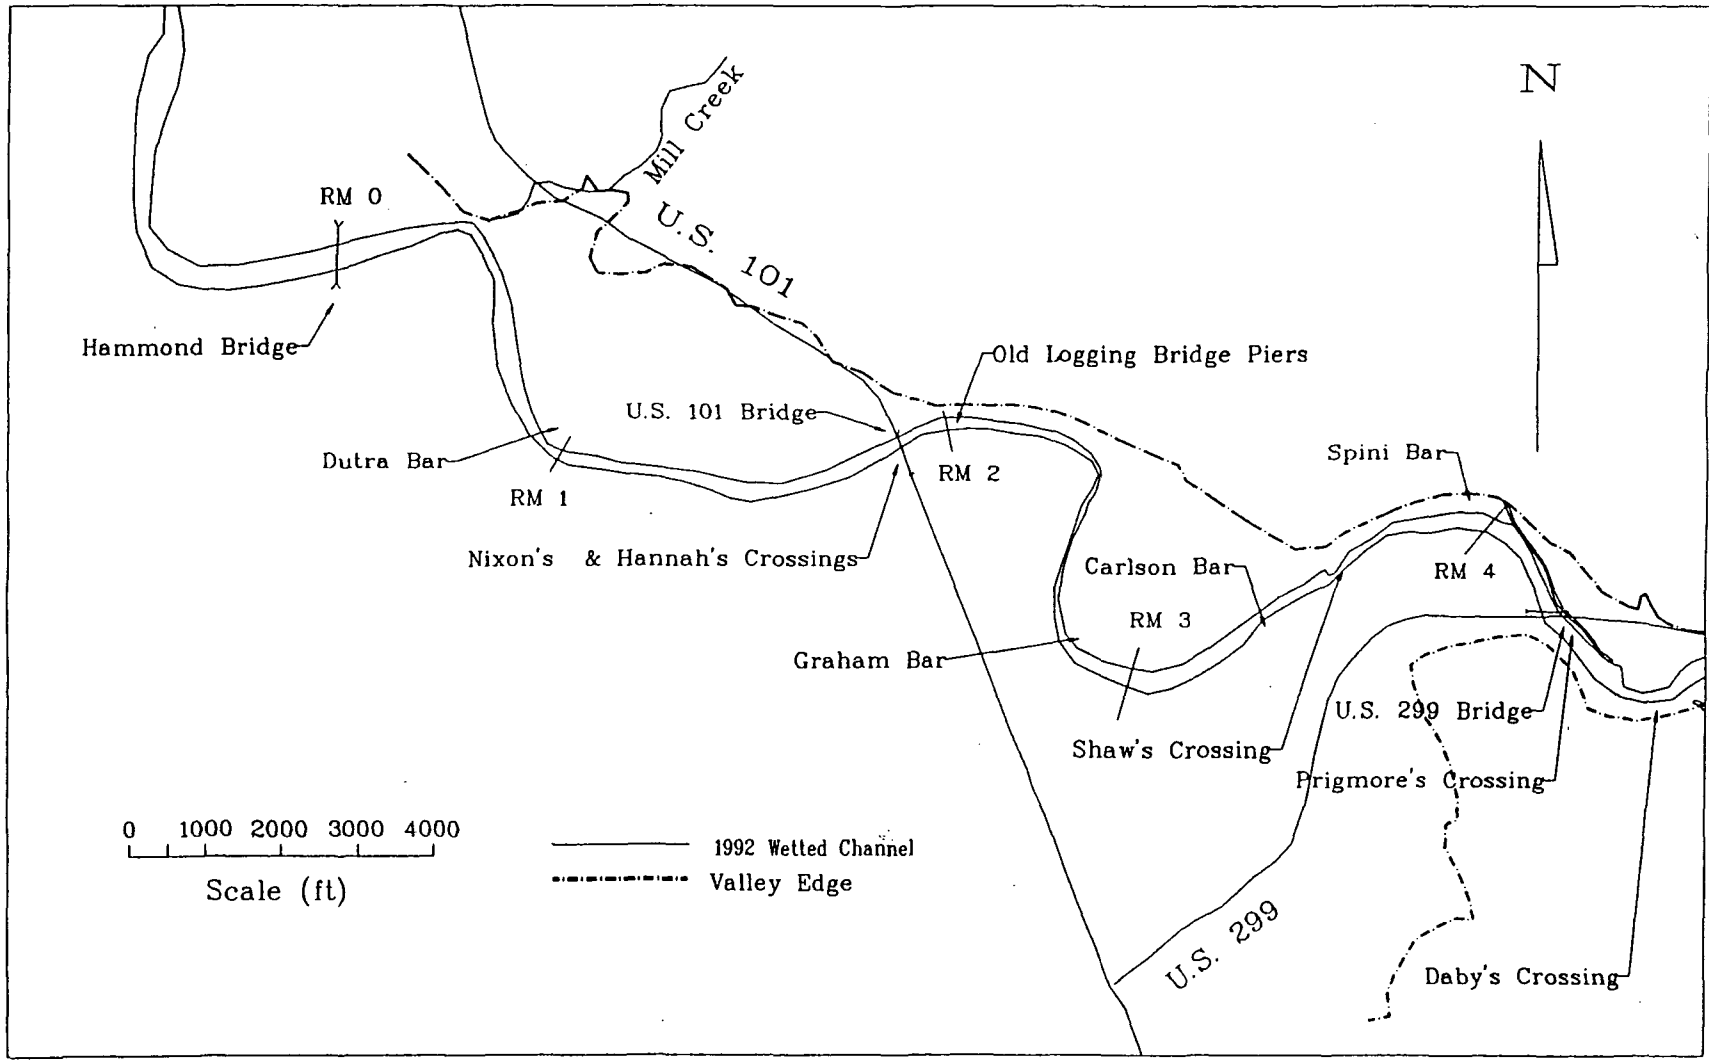 N
Mill Creek
RM 0
U.S. 101
Hammond Bridge
Old Logging Bridge Piers
U.S. 101 Bridge
Dutra Bar
RM 2
Spini Bar
RM 1
Nixon's & Hannah's Crossings
Carlson Bar
RM 4
RM 3
Graham Bar
U.S. 299 Bridge
Shaw's Crossing
Prigmore's Crossing
0 1000 2000 3000 4000
Scale (ft)
1992 Wetted Channel
Valley Edge
U.S. 299
Daby's Crossing